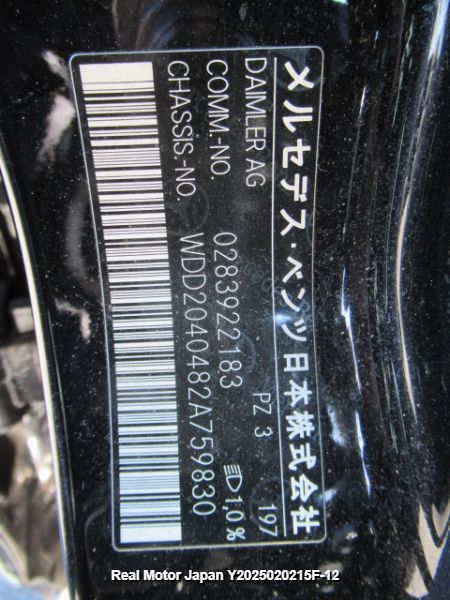 メルセデス・ベンツ日本株式会社
DAIMLER AG PZ 3 197
COMM.-NO. 0283922183 1,0%
CHASSIS.-NO. WDD2040482A759830
Real Motor Japan Y2025020215F-12